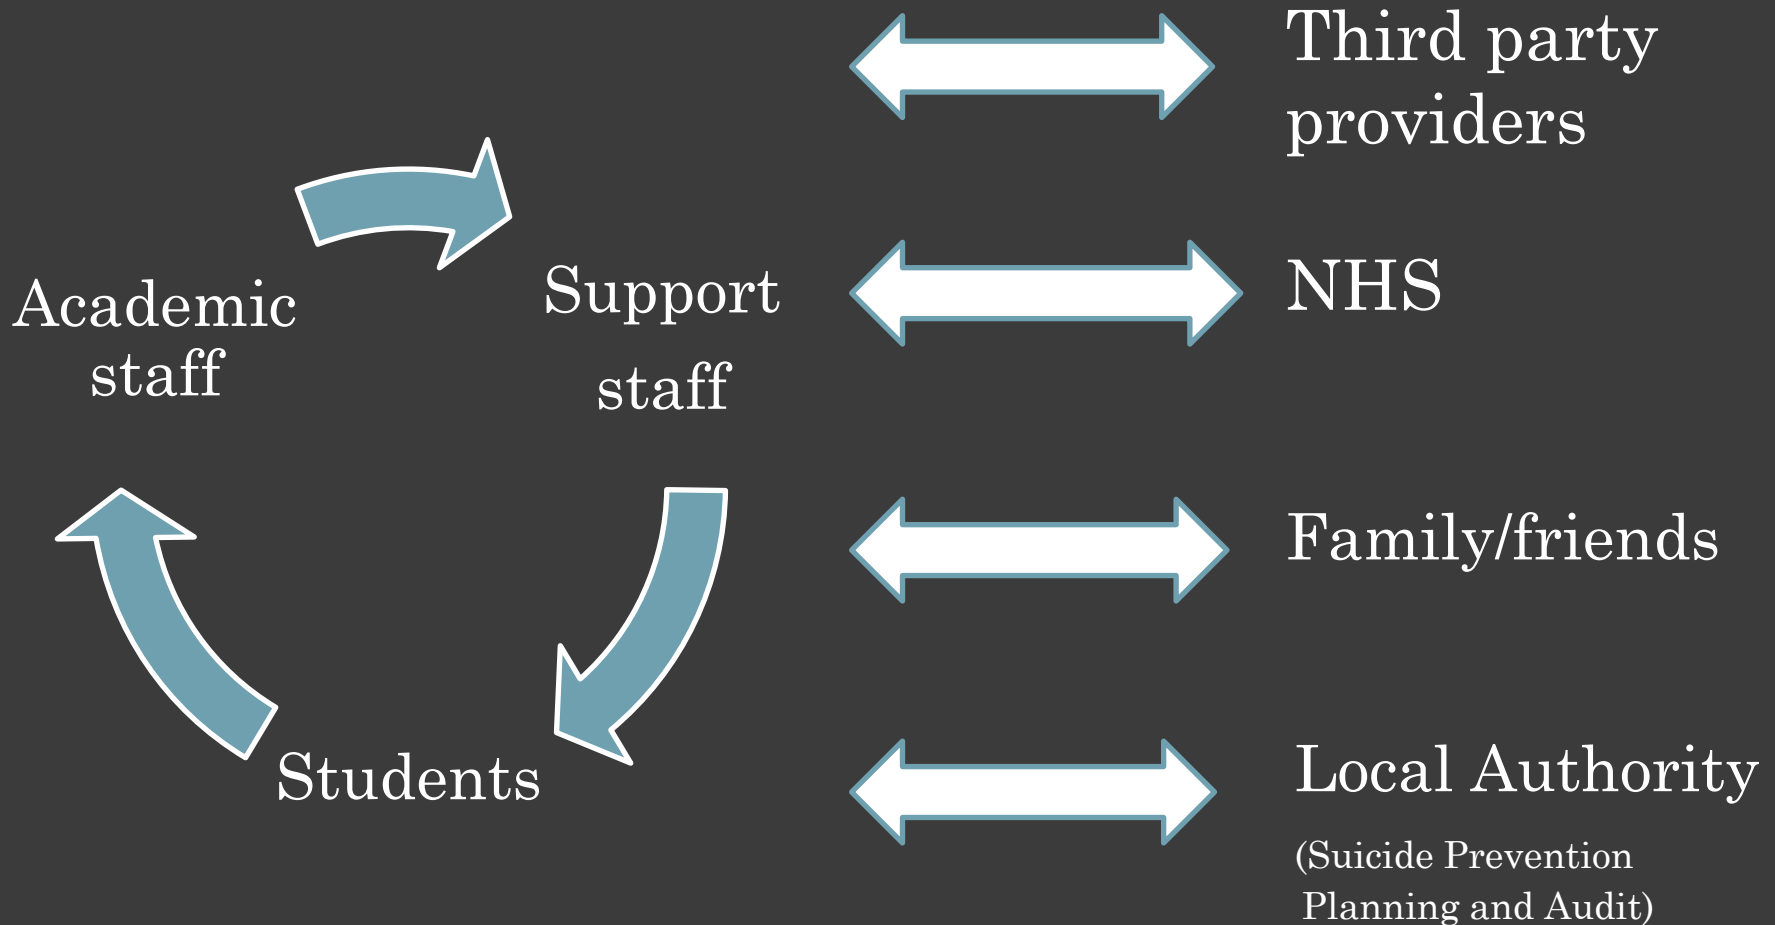 Academic
staff
Support
staff
Students
Third party
providers
NHS
Family/friends
Local Authority
(Suicide Prevention
Planning and Audit)